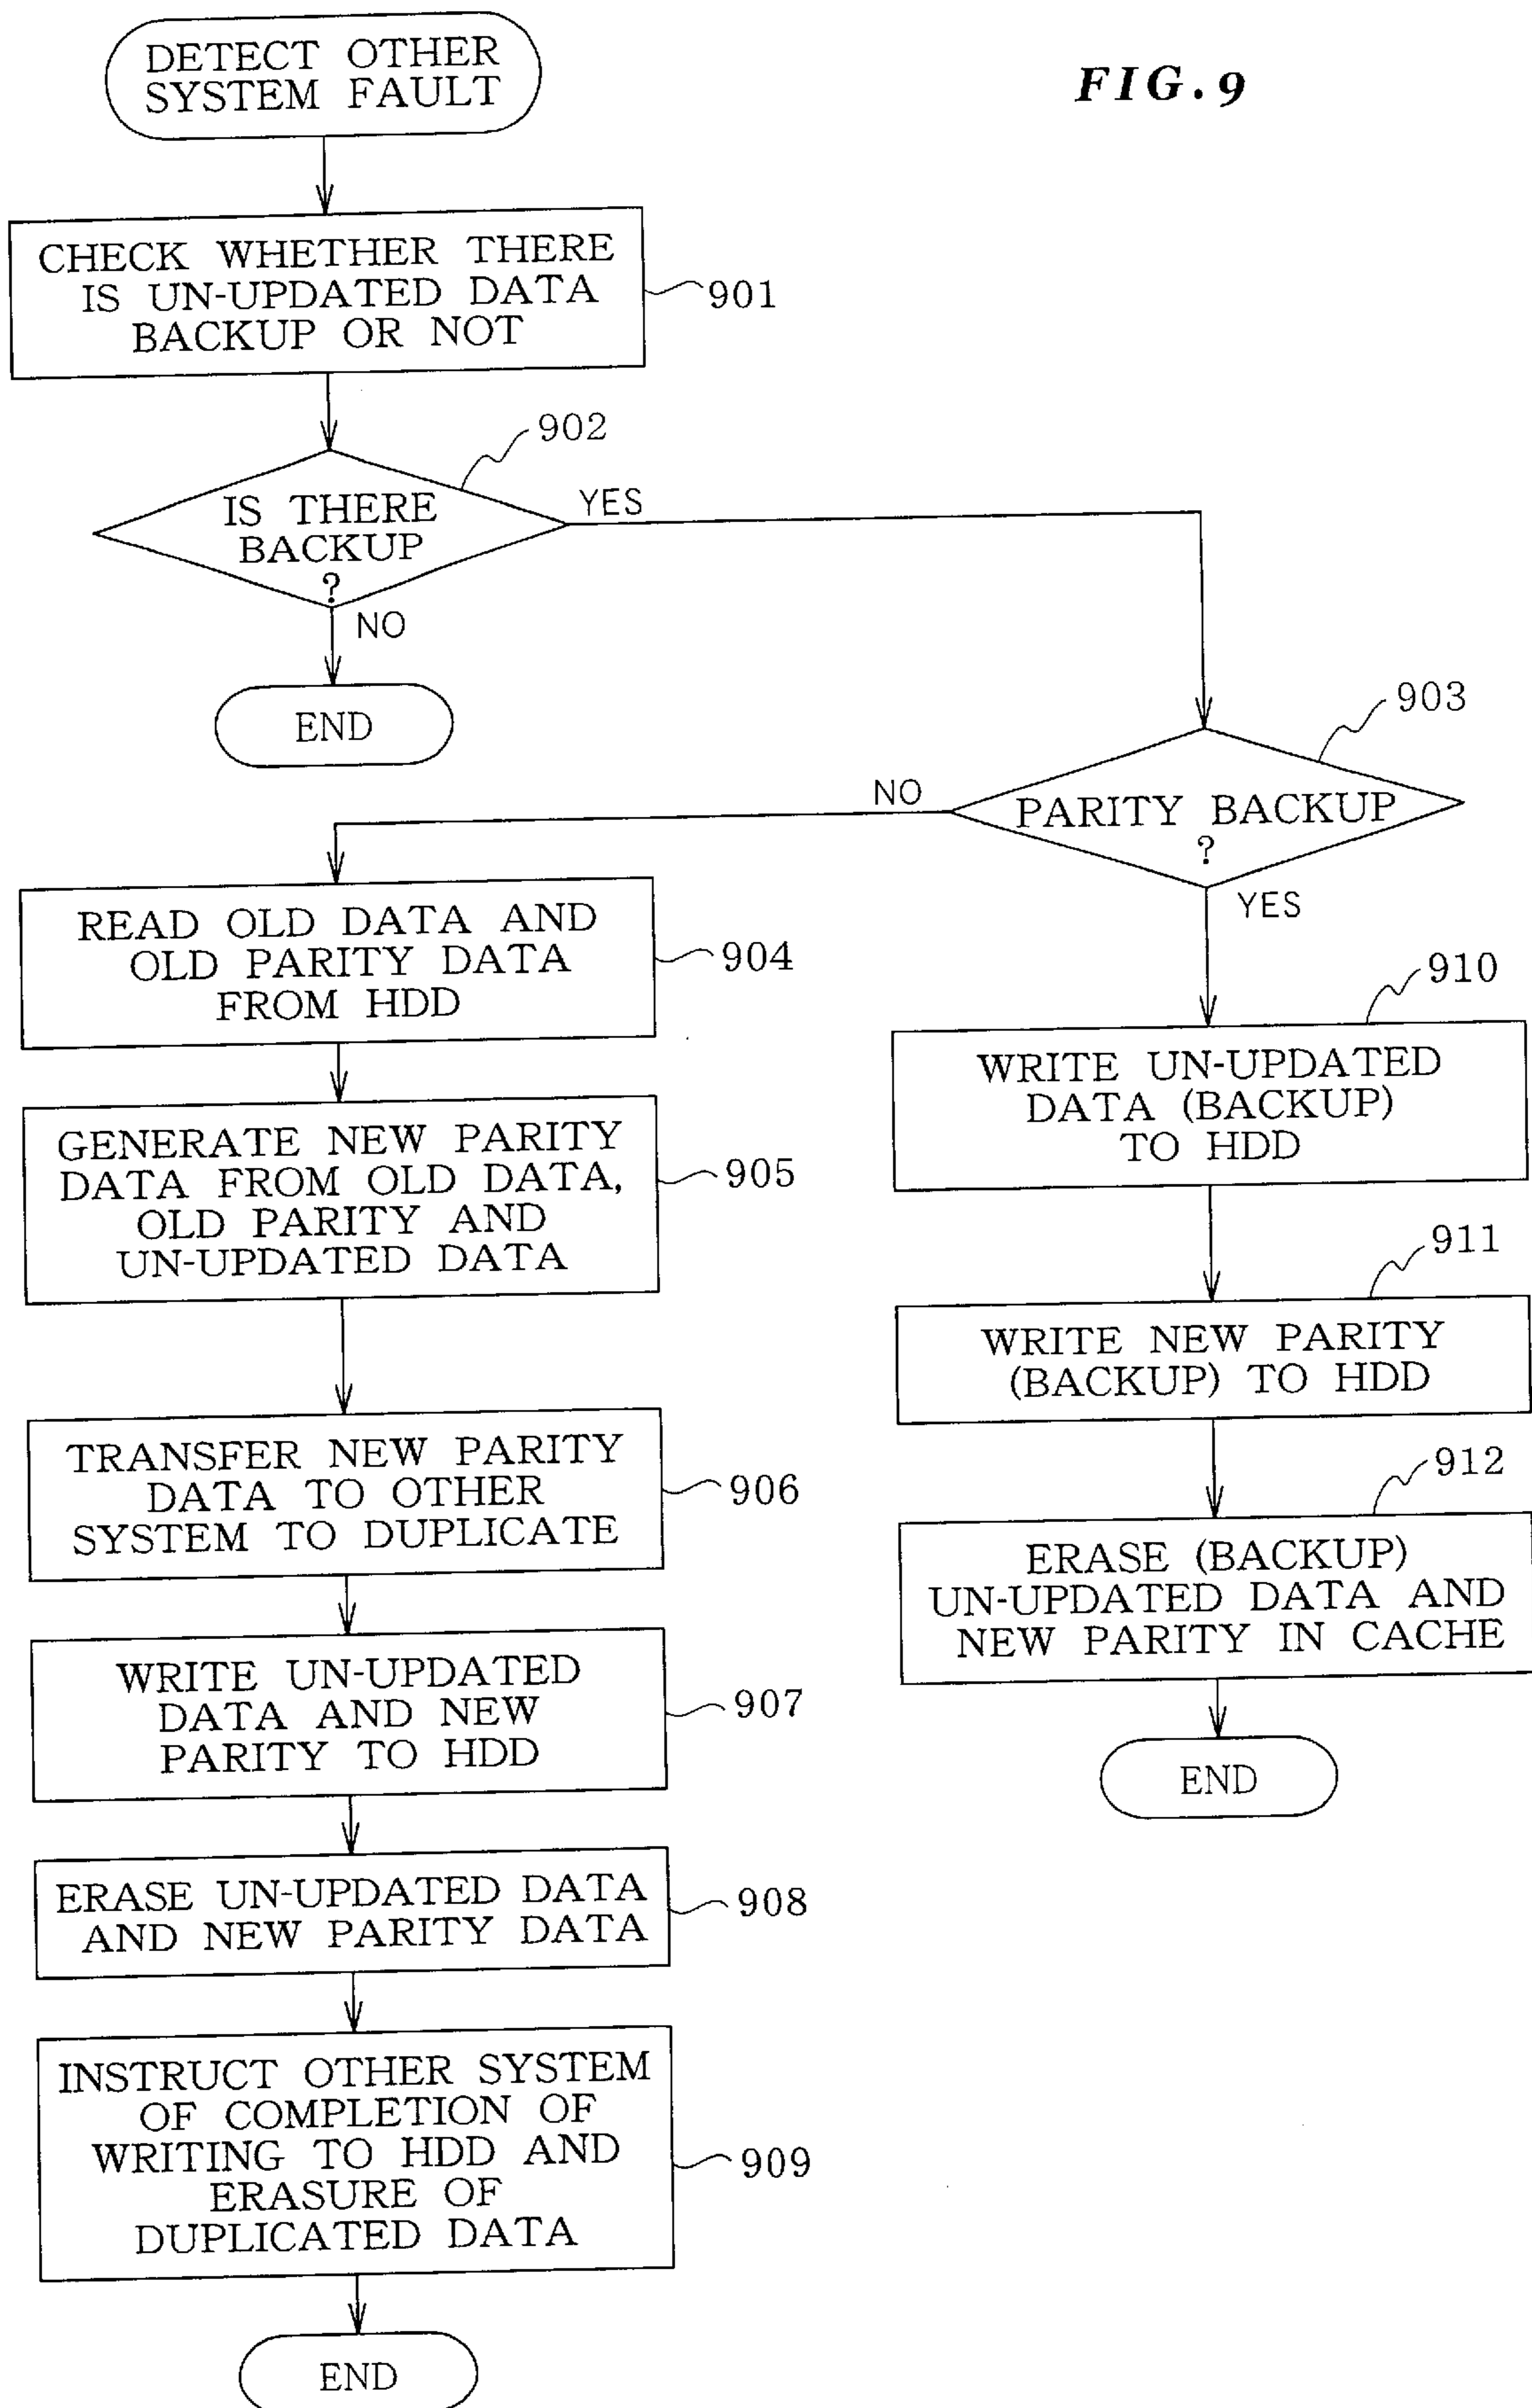 DETECT OTHER
SYSTEM FAULT
FIG. 9
CHECK WHETHER THERE
IS UN-UPDATED DATA
BACKUP OR NOT
901
902
IS THERE
BACKUP
?
YES
NO
END
903
PARITY BACKUP
?
NO
YES
READ OLD DATA AND
OLD PARITY DATA
FROM HDD
904
GENERATE NEW PARITY
DATA FROM OLD DATA,
OLD PARITY AND
UN-UPDATED DATA
905
TRANSFER NEW PARITY
DATA TO OTHER
SYSTEM TO DUPLICATE
906
WRITE UN-UPDATED
DATA AND NEW
PARITY TO HDD
907
ERASE UN-UPDATED DATA
AND NEW PARITY DATA
908
INSTRUCT OTHER SYSTEM
OF COMPLETION OF
WRITING TO HDD AND
ERASURE OF
DUPLICATED DATA
909
END
910
WRITE UN-UPDATED
DATA (BACKUP)
TO HDD
911
WRITE NEW PARITY
(BACKUP) TO HDD
912
ERASE (BACKUP)
UN-UPDATED DATA AND
NEW PARITY IN CACHE
END